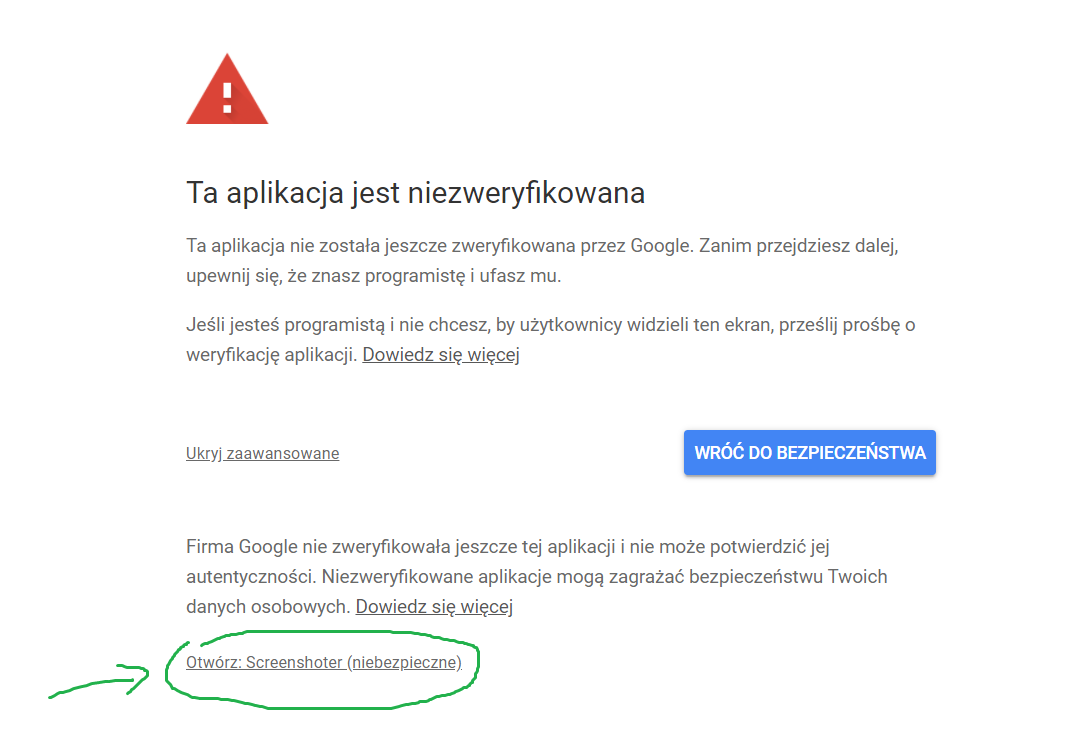 Ta aplikacja jest niezweryfikowana
Ta aplikacja nie została jeszcze zweryfikowana przez Google. Zanim przejdziesz dalej,
upewnij się, że znasz programistę i ufasz mu.
Jeśli jesteś programistą i nie chcesz, by użytkownicy widzieli ten ekran, prześlij prośbę o
weryfikację aplikacji. Dowiedz się więcej
Ukryj zaawansowane
WRÓĆ DO BEZPIECZEŃSTWA
Firma Google nie zweryfikowała jeszcze tej aplikacji i nie może potwierdzić jej
autentyczności. Niezweryfikowane aplikacje mogą zagrażać bezpieczeństwu Twoich
danych osobowych. Dowiedz się więcej
Otwórz: Screenshoter (niebezpieczne)